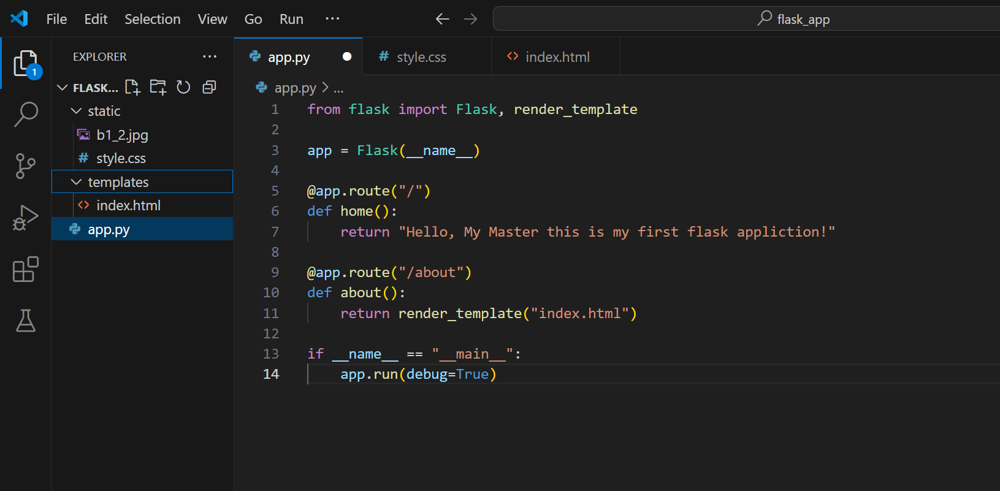 File Edit Selection View Go Run ... flask_app
EXPLORER ...
1
FLASK...
static
b1_2.jpg
# style.css
templates
<> index.html
app.py
app.py # style.css <> index.html
app.py > ...
1 from flask import Flask, render_template
2
3 app = Flask(__name__)
4
5 @app.route("/")
6 def home():
7     return "Hello, My Master this is my first flask appliction!"
8
9 @app.route("/about")
10 def about():
11     return render_template("index.html")
12
13 if __name__ == "__main__":
14     app.run(debug=True)